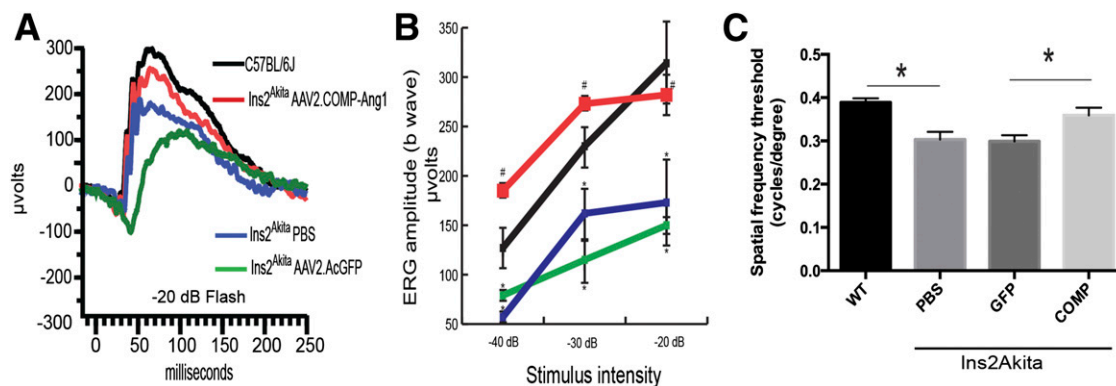 A
300
200
100
0
-100
-200
-300
µvolts
C57BL/6J
Ins2Akita AAV2.COMP-Ang1
Ins2Akita PBS
Ins2Akita AAV2.AcGFP
-20 dB Flash
0 50 100 150 200 250
milliseconds
B
ERG amplitude (b wave)
µvolts
350
300
250
200
150
100
50
# # #
* * * * * *
-40 dB -30 dB -20 dB
Stimulus intensity
C
Spatial frequency threshold
(cycles/degree)
0.5
0.4
0.3
0.2
0.1
0.0
* *
WT PBS GFP COMP
Ins2Akita